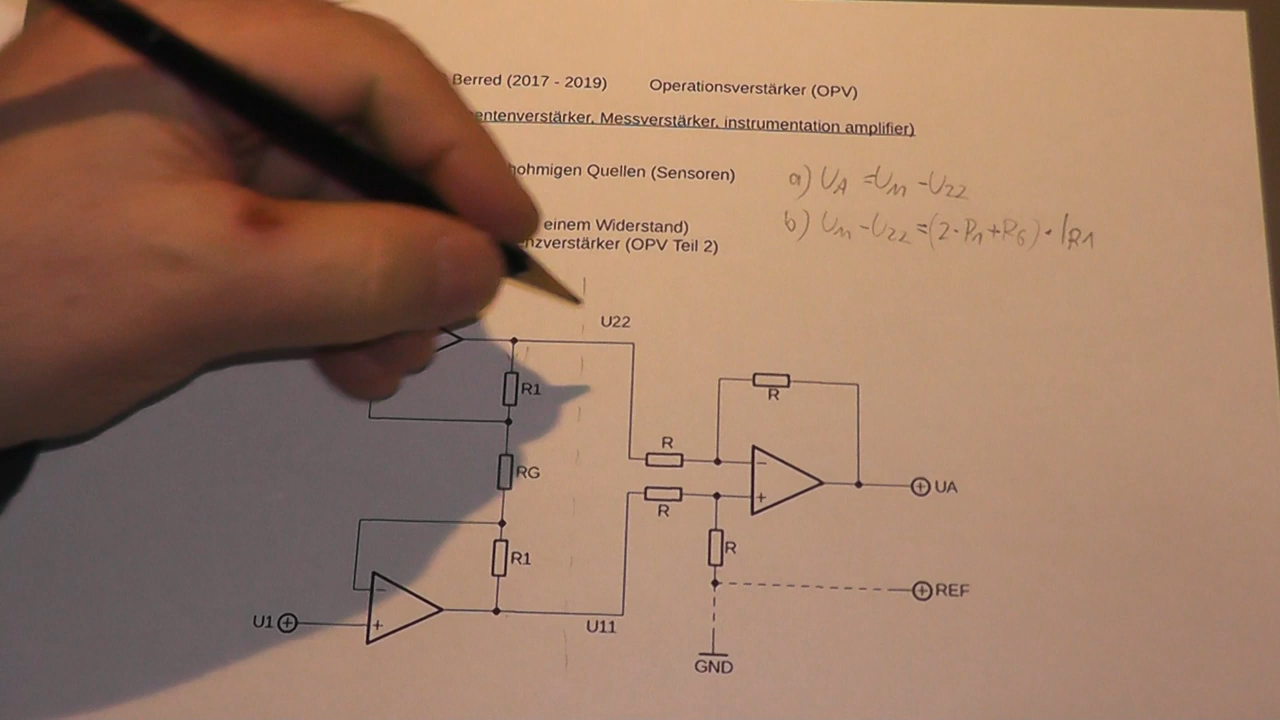 Berred (2017 - 2019) Operationsverstärker (OPV)
entenverstärker, Messverstärker, instrumentation amplifier)
hohmigen Quellen (Sensoren)
a) UA = U11 - U22
einem Widerstand)
b) U11 - U22 = (2·R1 + RG) · IR1
nzverstärker (OPV Teil 2)
U22
R1
R
R
RG
−
UA
+
R
R1
R
REF
−
U1
+
U11
GND